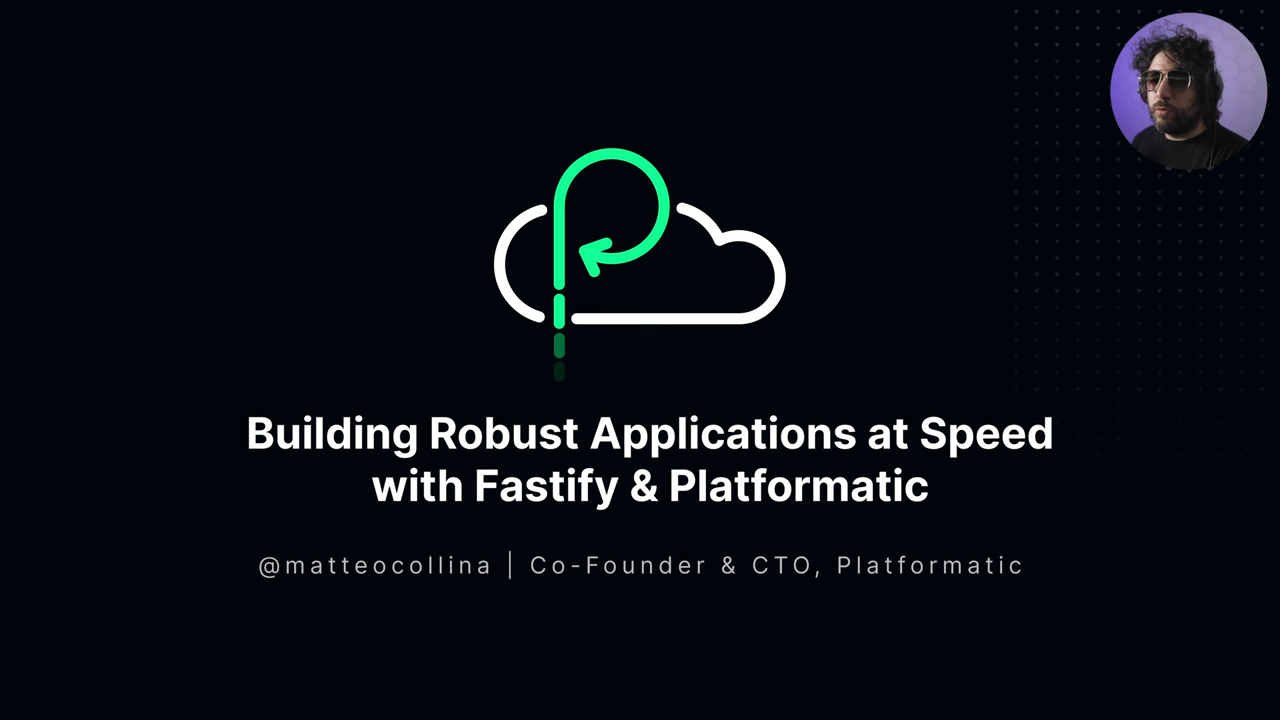 Building Robust Applications at Speed
with Fastify & Platformatic
@matteocollina | Co-Founder & CTO, Platformatic